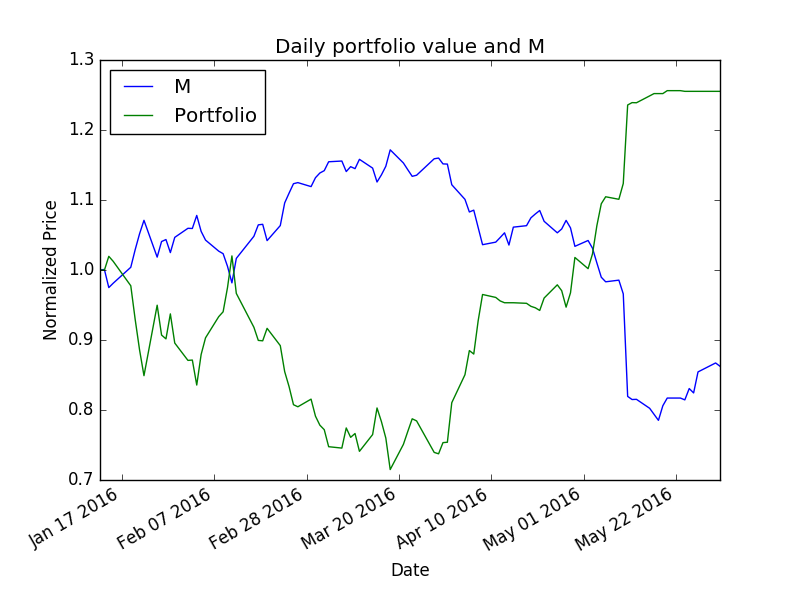 Daily portfolio value and M
M
Portfolio
1.3
1.2
1.1
1.0
0.9
0.8
0.7
Normalized Price
Jan 17 2016
Feb 07 2016
Feb 28 2016
Mar 20 2016
Apr 10 2016
May 01 2016
May 22 2016
Date